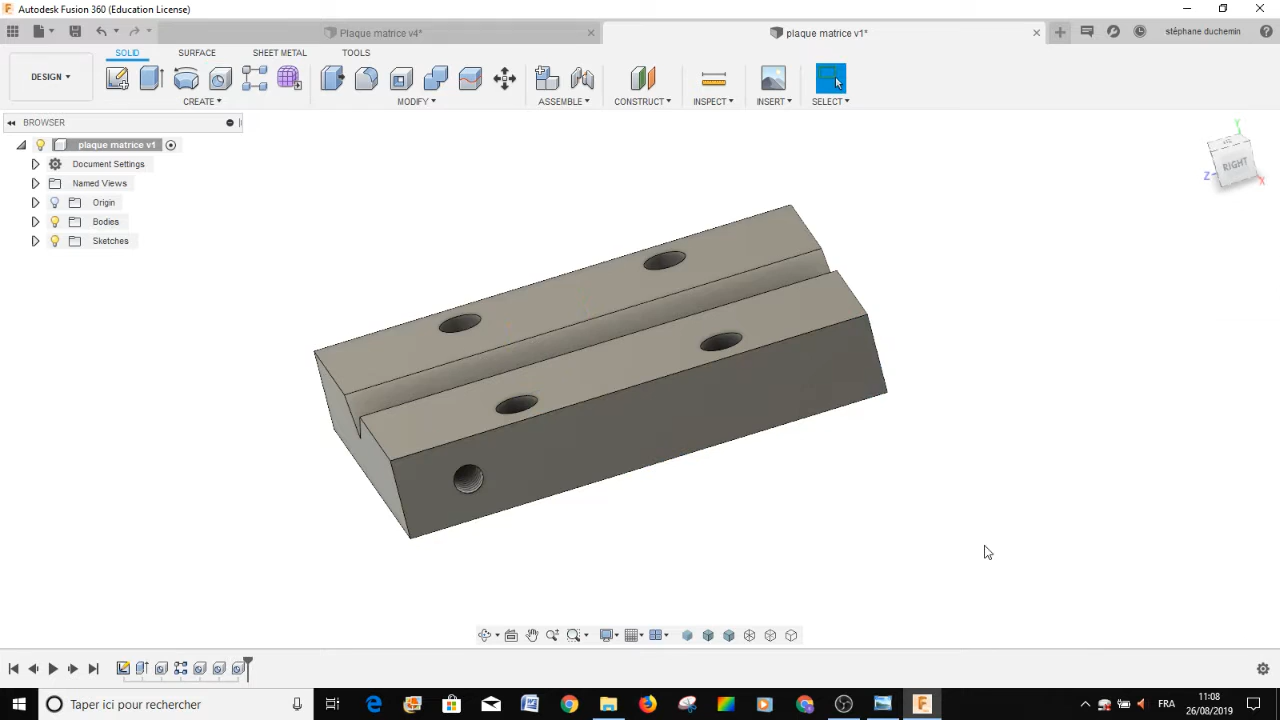 Autodesk Fusion 360 (Education License)
Plaque matrice v4*
plaque matrice v1*
stéphane duchemin
SOLID
SURFACE
SHEET METAL
TOOLS
DESIGN
CREATE
MODIFY
ASSEMBLE
CONSTRUCT
INSPECT
INSERT
SELECT
BROWSER
plaque matrice v1
Document Settings
Named Views
Origin
Bodies
Sketches
Y
RIGHT
Z
X
Taper ici pour rechercher
FRA
11:08
26/08/2019